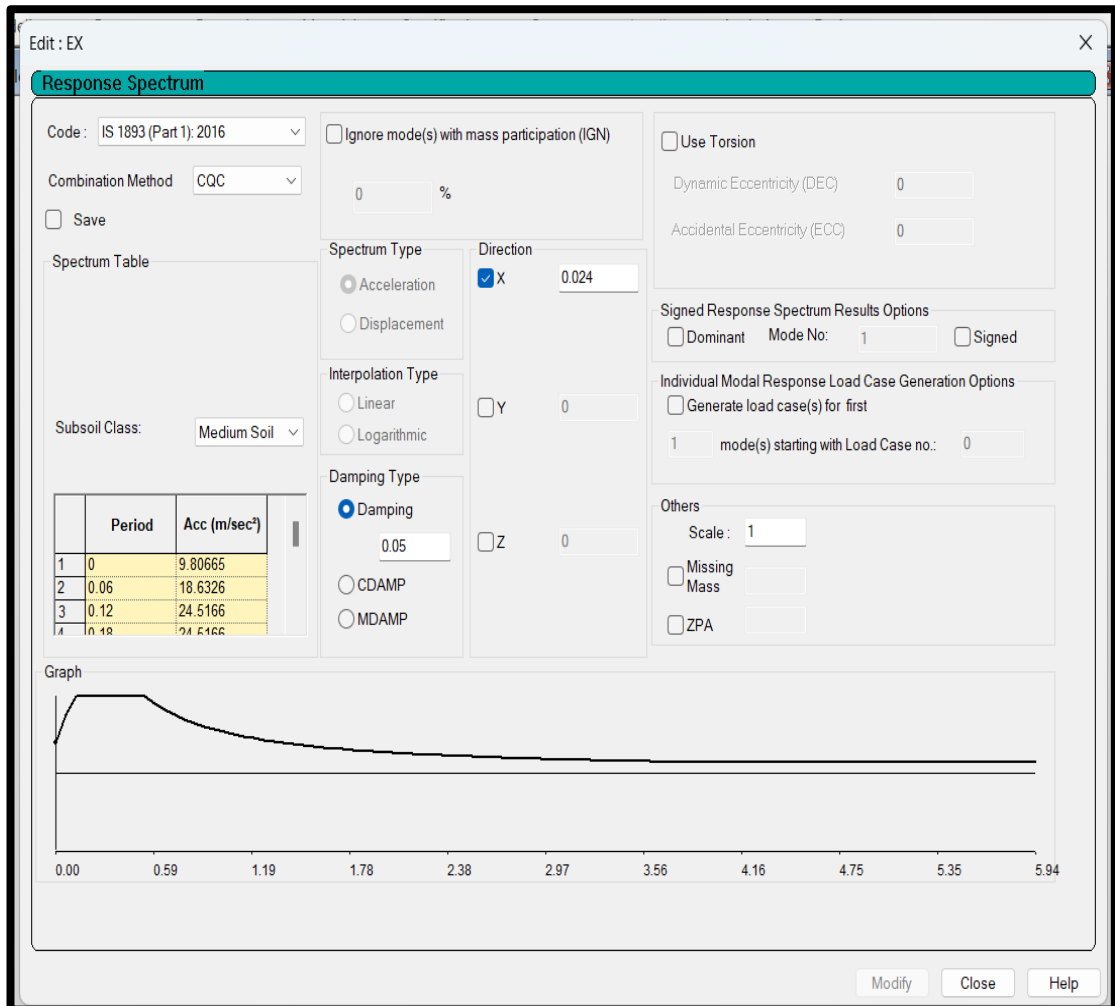 Edit : EX
Response Spectrum
Code : IS 1893 (Part 1): 2016
Combination Method CQC
Save
Ignore mode(s) with mass participation (IGN)
0 %
Use Torsion
Dynamic Eccentricity (DEC) 0
Accidental Eccentricity (ECC) 0
Spectrum Table
Subsoil Class: Medium Soil
Period Acc (m/sec²)
1 0 9.80665
2 0.06 18.6326
3 0.12 24.5166
4 0.18 24.5166
Spectrum Type
Acceleration
Displacement
Interpolation Type
Linear
Logarithmic
Damping Type
Damping
0.05
CDAMP
MDAMP
Direction
X 0.024
Y 0
Z 0
Signed Response Spectrum Results Options
Dominant Mode No: 1 Signed
Individual Modal Response Load Case Generation Options
Generate load case(s) for first
1 mode(s) starting with Load Case no.: 0
Others
Scale : 1
Missing
Mass
ZPA
Graph
0.00 0.59 1.19 1.78 2.38 2.97 3.56 4.16 4.75 5.35 5.94
Modify Close Help